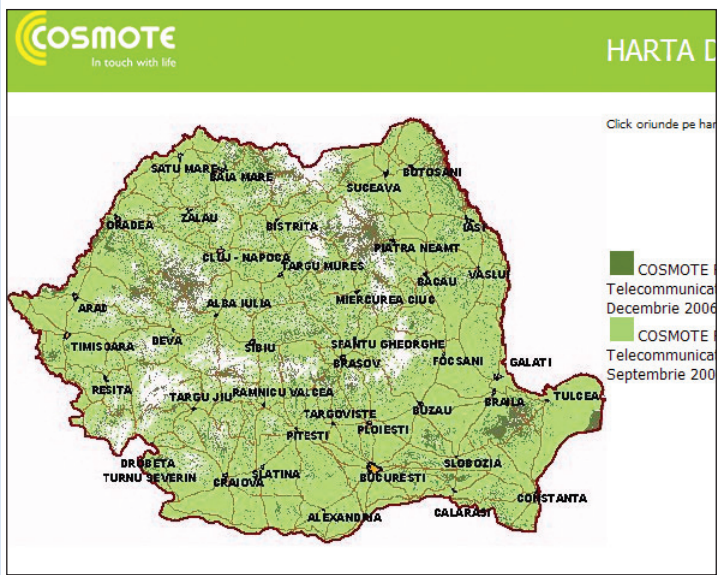 COSMOTE
In touch with life
HARTA D
Click oriunde pe har
SATU MARE
BAIA MARE
BOTOSANI
SUCEAVA
ORADEA
ZALAU
BISTRITA
IASI
PIATRA NEAMT
CLUJ - NAPOCA
TARGU MURES
BACAU
VASLUI
ARAD
ALBA IULIA
MIERCUREA CIUC
TIMISOARA
DEVA
SIBIU
SFANTU GHEORGHE
BRASOV
FOCSANI
GALATI
RESITA
TARGU JIU
RAMNICU VALCEA
TARGOVISTE
BUZAU
BRAILA
TULCEA
PITESTI
PLOIESTI
DROBETA
TURNU SEVERIN
CRAIOVA
SLATINA
BUCURESTI
SLOBOZIA
CONSTANTA
ALEXANDRIA
CALARASI
COSMOTE
Telecommunicat
Decembrie 2006
COSMOTE
Telecommunicat
Septembrie 200